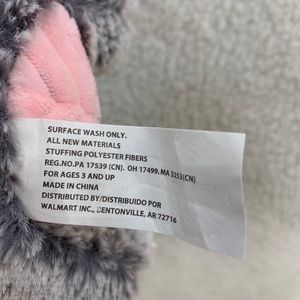 SURFACE WASH ONLY.
ALL NEW MATERIALS
STUFFING POLYESTER FIBERS
REG.NO.PA 17539 (CN). OH 17499.MA 3353(CN)
FOR AGES 3 AND UP
MADE IN CHINA
DISTRIBUTED BY/DISTRIBUIDO POR
WALMART INC., BENTONVILLE, AR 72716